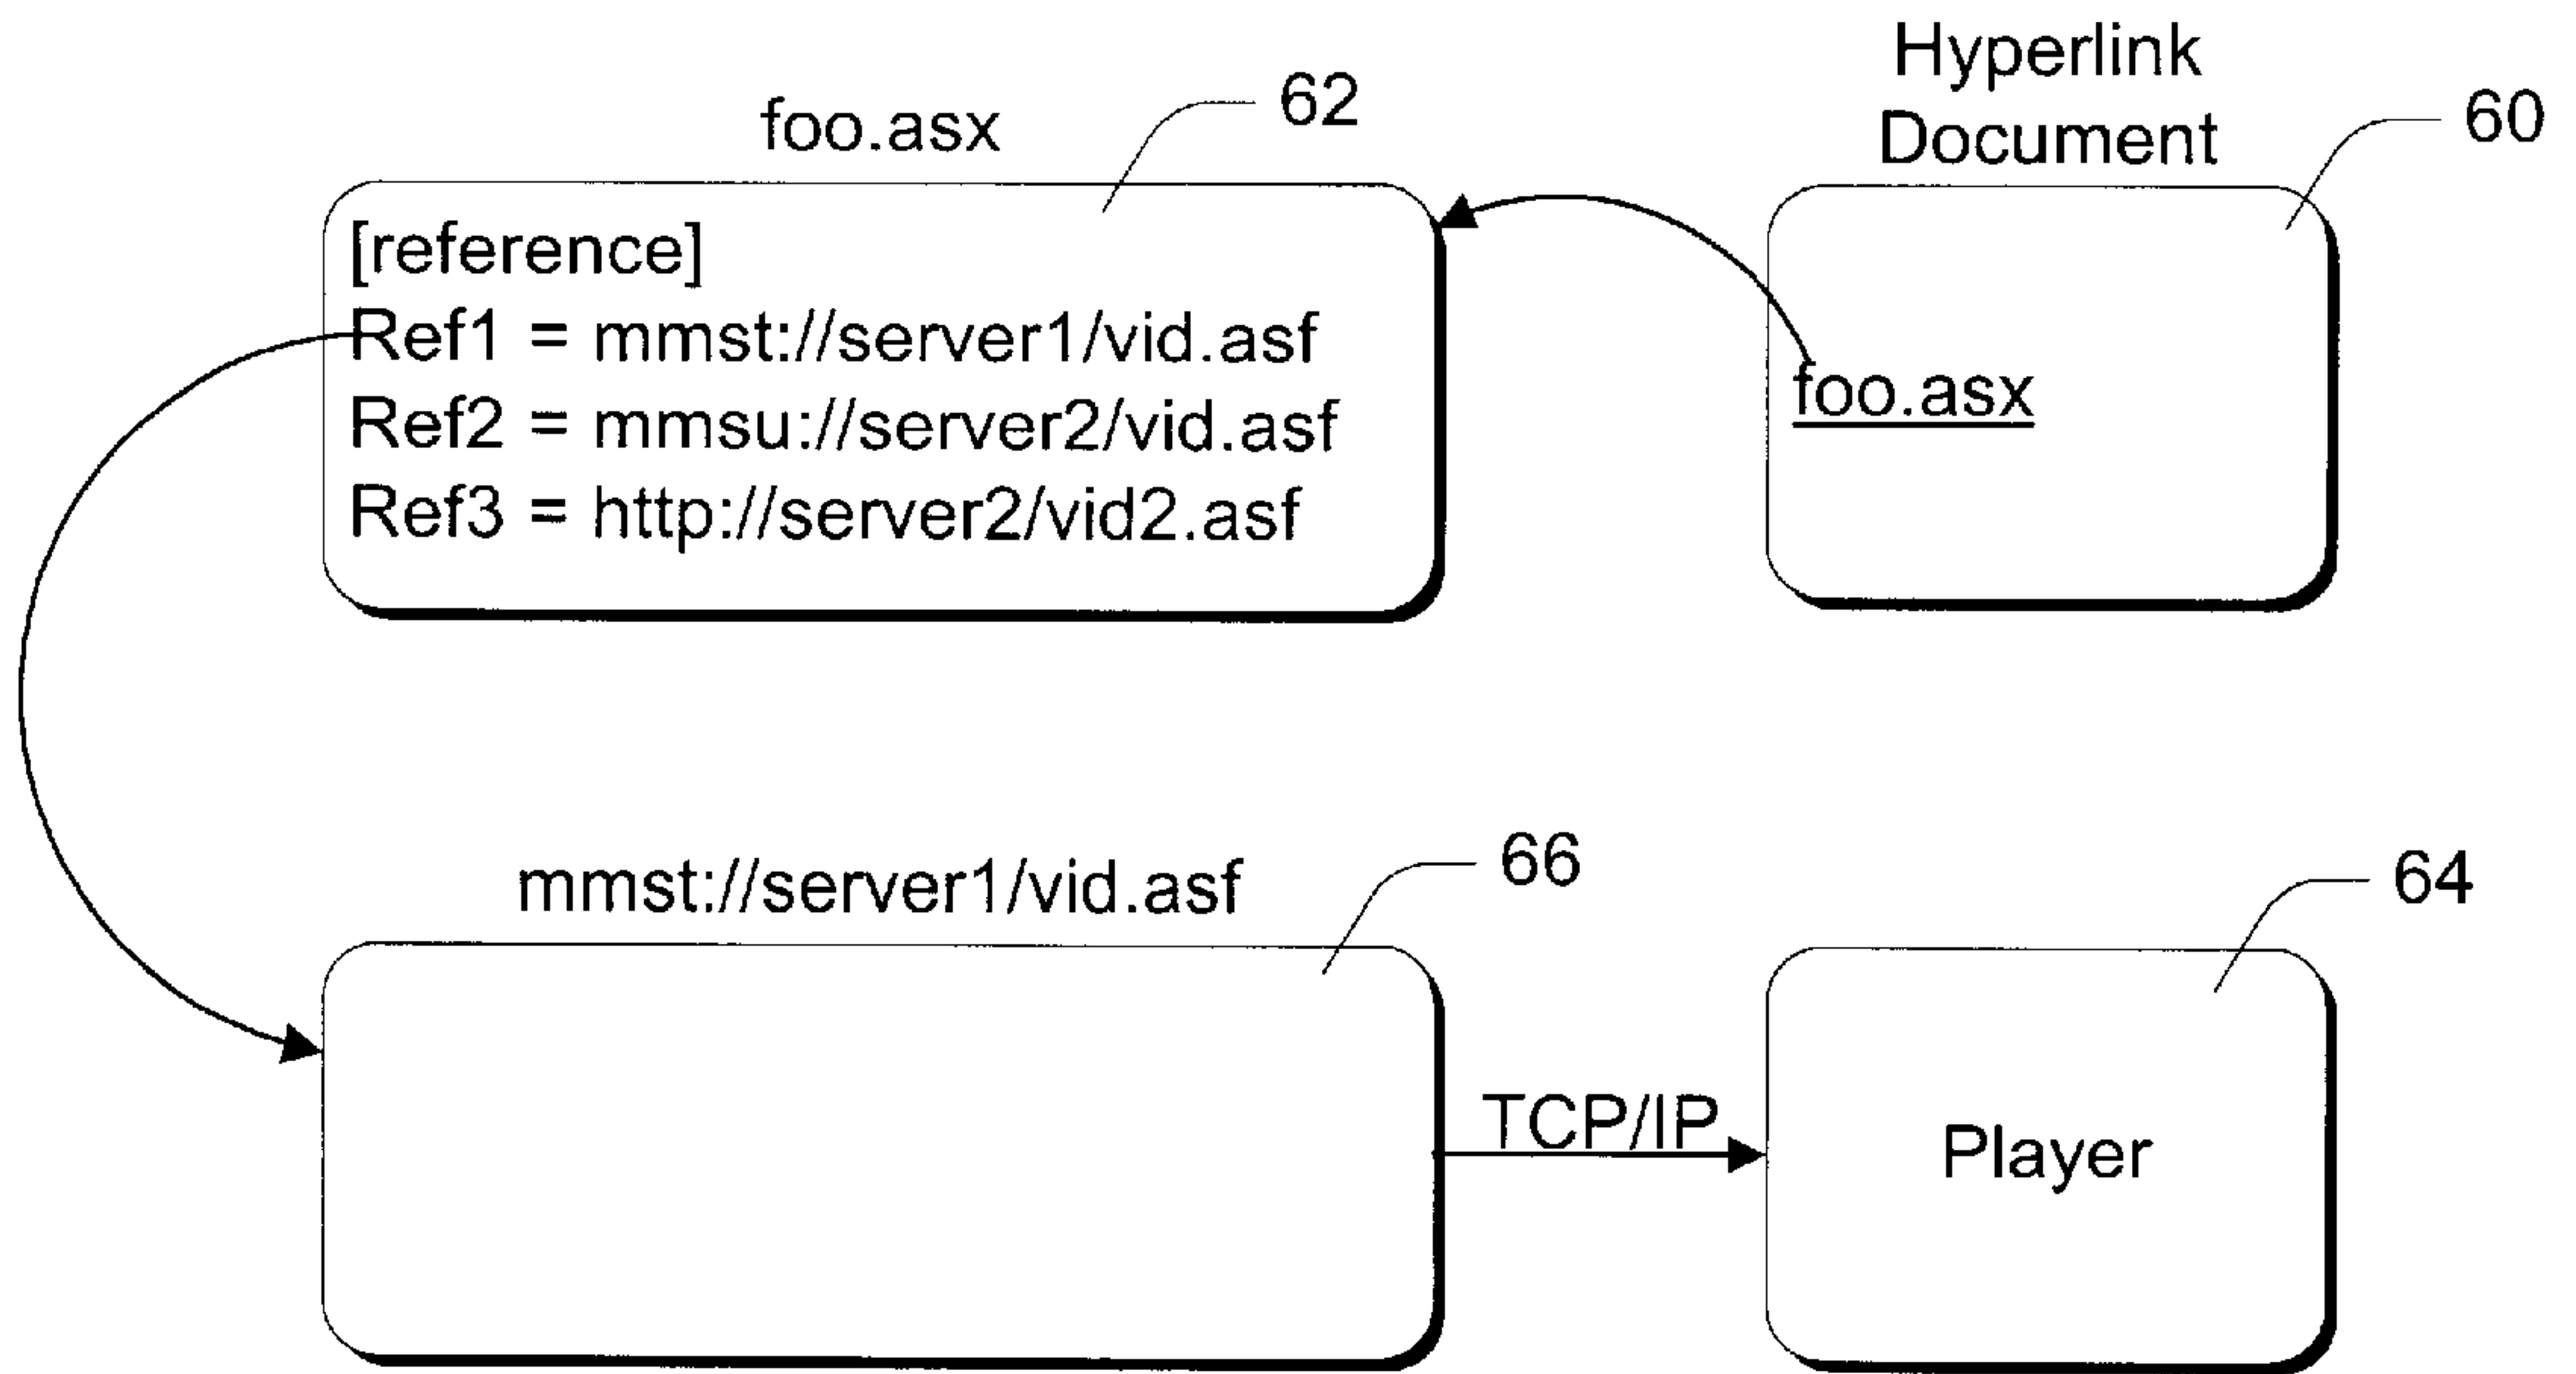 foo.asx
62
[reference]
Ref1 = mmst://server1/vid.asf
Ref2 = mmsu://server2/vid.asf
Ref3 = http://server2/vid2.asf
Hyperlink
Document
60
foo.asx
mmst://server1/vid.asf
66
TCP/IP
64
Player